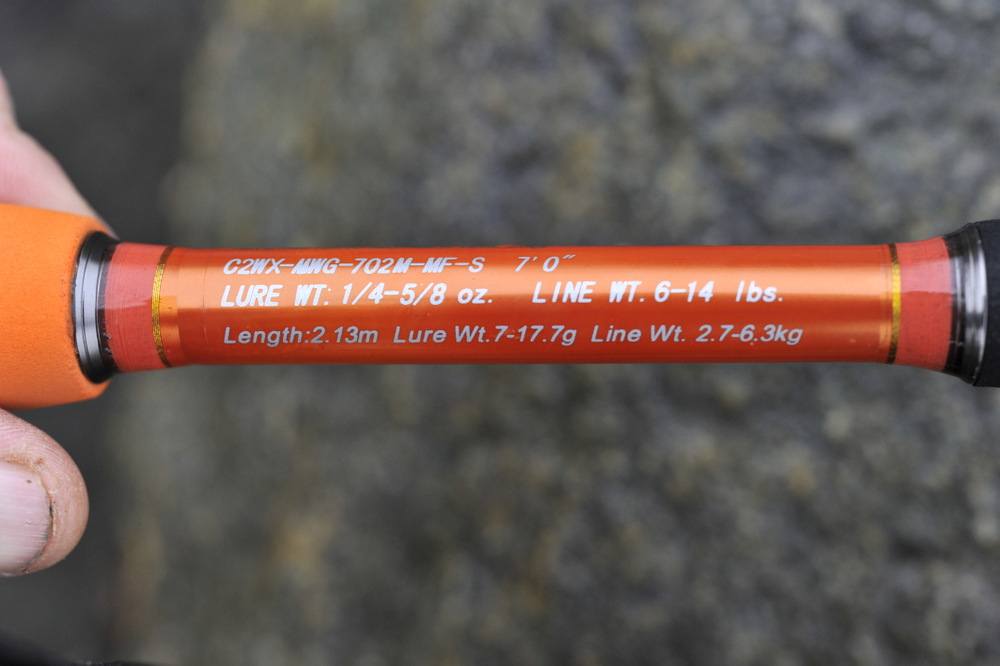 C2WX-MWG-702M-MF-S 7'0"
LURE WT: 1/4-5/8 oz. LINE WT. 6-14 lbs.
Length:2.13m Lure Wt.7-17.7g Line Wt. 2.7-6.3kg